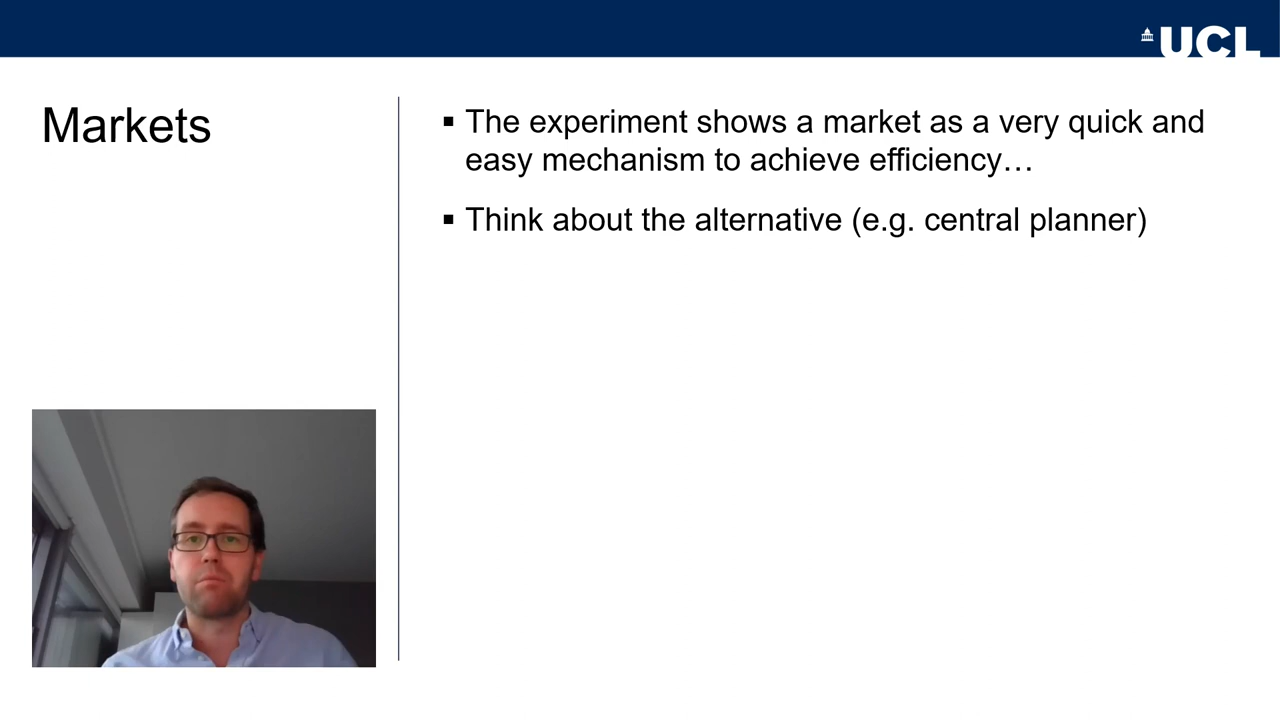 UCL
Markets
▪ The experiment shows a market as a very quick and
easy mechanism to achieve efficiency…
▪ Think about the alternative (e.g. central planner)